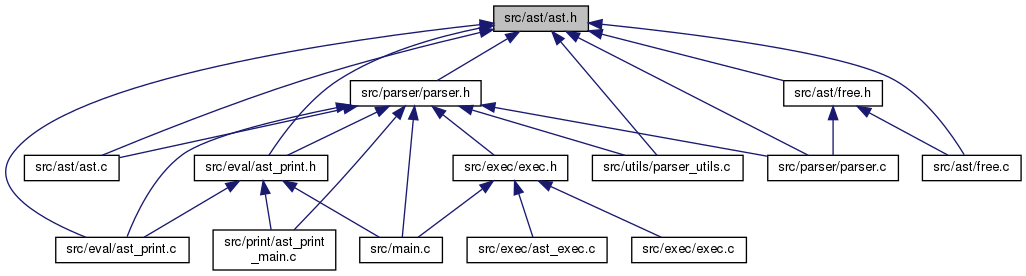 src/ast/ast.h
src/parser/parser.h
src/ast/free.h
src/ast/ast.c
src/eval/ast_print.h
src/exec/exec.h
src/utils/parser_utils.c
src/parser/parser.c
src/ast/free.c
src/eval/ast_print.c
src/print/ast_print
_main.c
src/main.c
src/exec/ast_exec.c
src/exec/exec.c